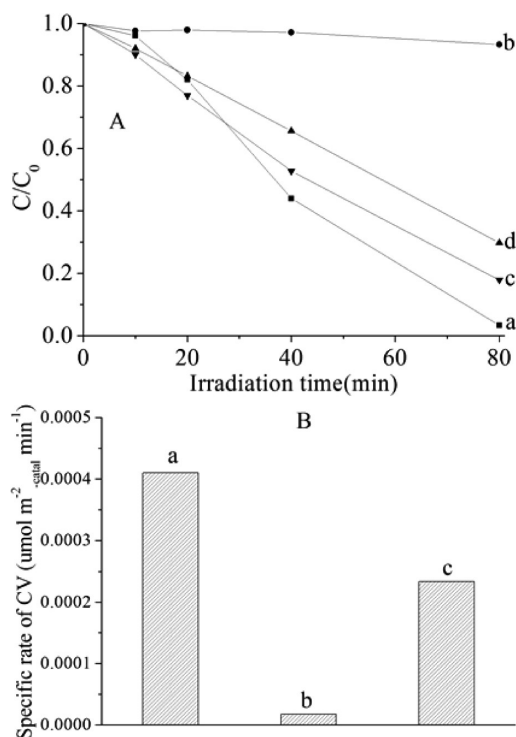 1.0
0.8
0.6
0.4
0.2
0.0
C/C0
A
b
d
c
a
0 20 40 60 80
Irradiation time(min)
B
0.0005
0.0004
0.0003
0.0002
0.0001
0.0000
Specific rate of CV (umol m-2-catal min-1)
a
b
c